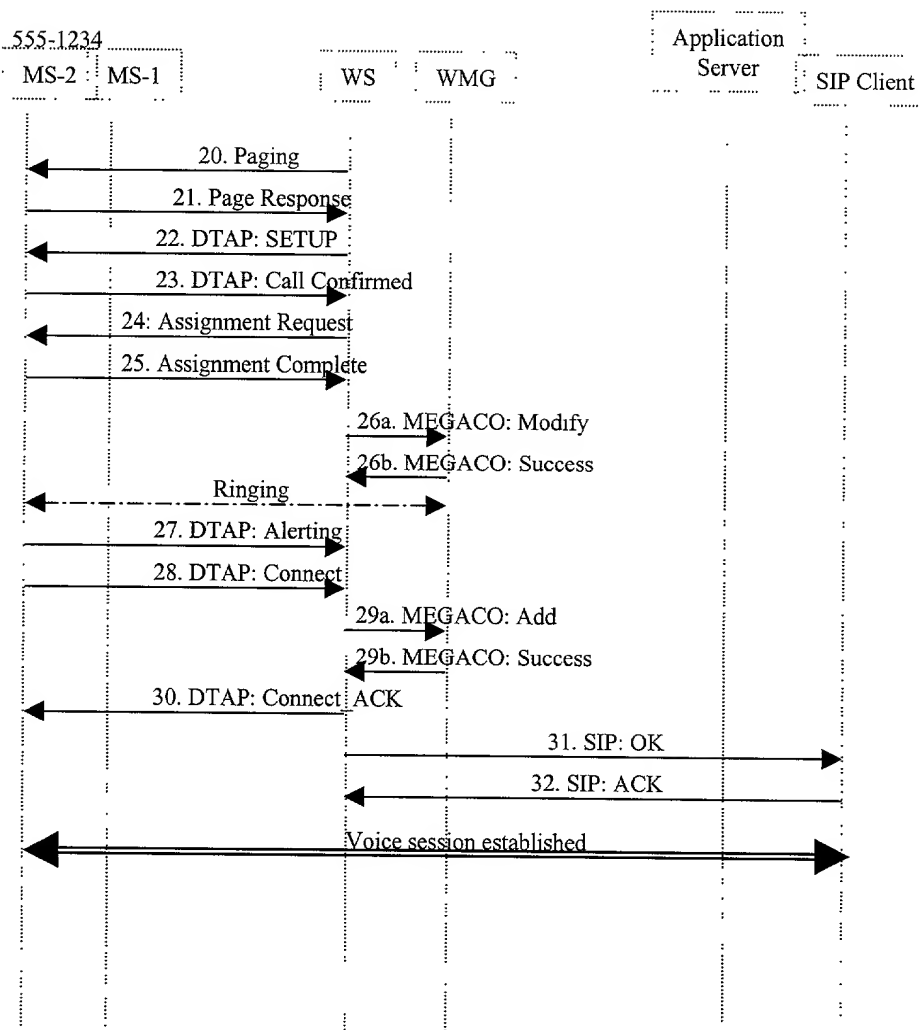 555-1234
MS-2
MS-1
WS
WMG
Application
Server
SIP Client
20. Paging
21. Page Response
22. DTAP: SETUP
23. DTAP: Call Confirmed
24: Assignment Request
25. Assignment Complete
26a. MEGACO: Modify
26b. MEGACO: Success
Ringing
27. DTAP: Alerting
28. DTAP: Connect
29a. MEGACO: Add
29b. MEGACO: Success
30. DTAP: Connect ACK
31. SIP: OK
32. SIP: ACK
Voice session established